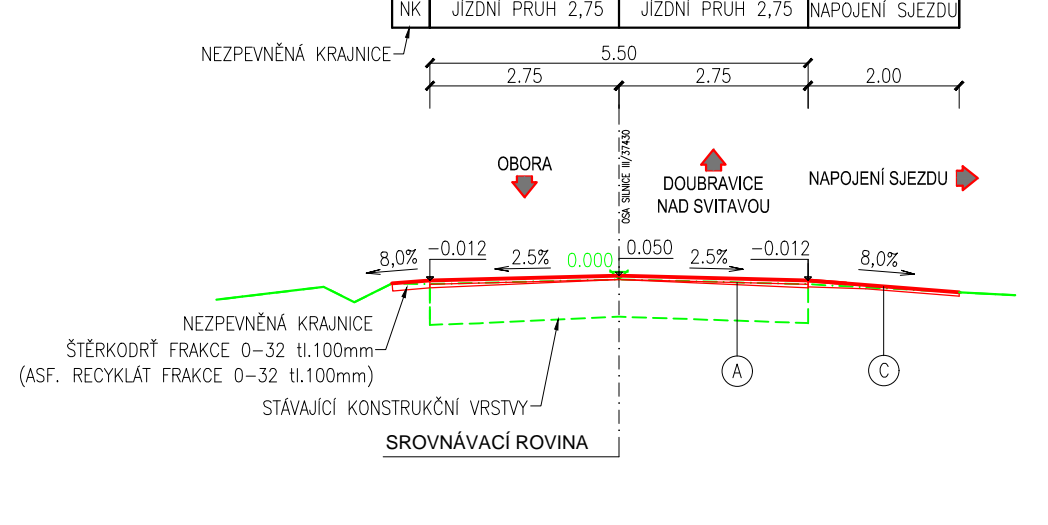 NK JÍZDNÍ PRUH 2,75 JÍZDNÍ PRUH 2,75 NAPOJENÍ SJEZDU
NEZPEVNĚNÁ KRAJNICE
5.50
2.75 2.75 2.00
OSA SILNICE III/37430
OBORA
DOUBRAVICE
NAD SVITAVOU
NAPOJENÍ SJEZDU
8,0% -0.012 2.5% 0.000 0.050 2.5% -0.012 8,0%
NEZPEVNĚNÁ KRAJNICE
ŠTĚRKODRŤ FRAKCE 0-32 tl.100mm
(ASF. RECYKLÁT FRAKCE 0-32 tl.100mm)
A
C
STÁVAJÍCÍ KONSTRUKČNÍ VRSTVY
SROVNÁVACÍ ROVINA